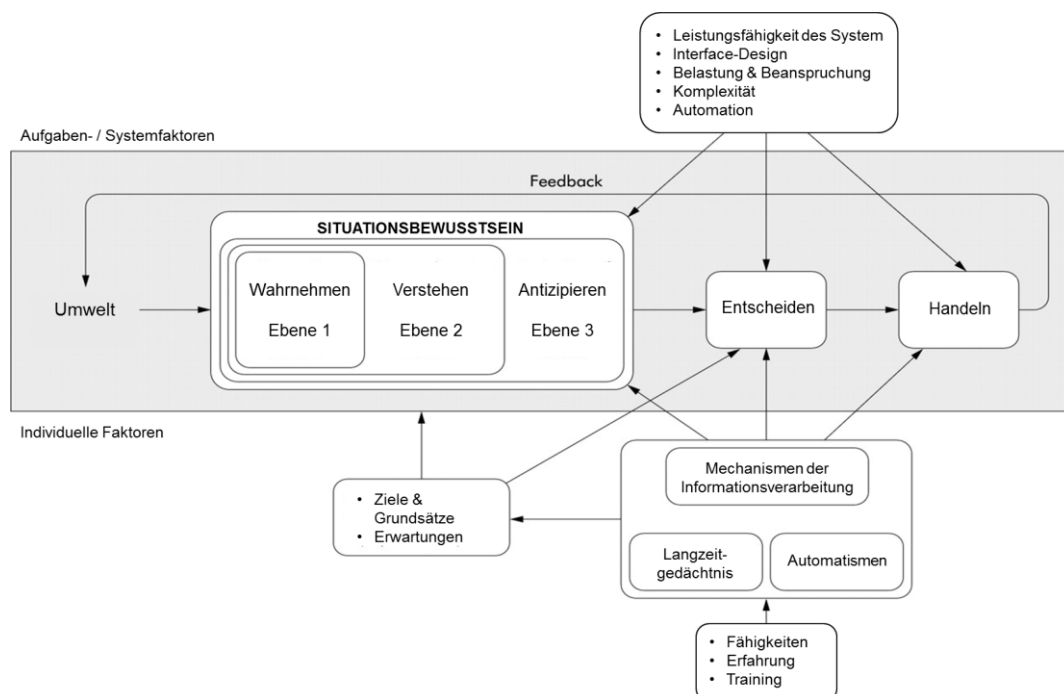 • Leistungsfähigkeit des System
• Interface-Design
• Belastung & Beanspruchung
• Komplexität
• Automation
Aufgaben- / Systemfaktoren
Feedback
SITUATIONSBEWUSSTSEIN
Umwelt
Wahrnehmen
Ebene 1
Verstehen
Ebene 2
Antizipieren
Ebene 3
Entscheiden
Handeln
Individuelle Faktoren
• Ziele &
Grundsätze
• Erwartungen
Mechanismen der
Informationsverarbeitung
Langzeit-
gedächtnis
Automatismen
• Fähigkeiten
• Erfahrung
• Training